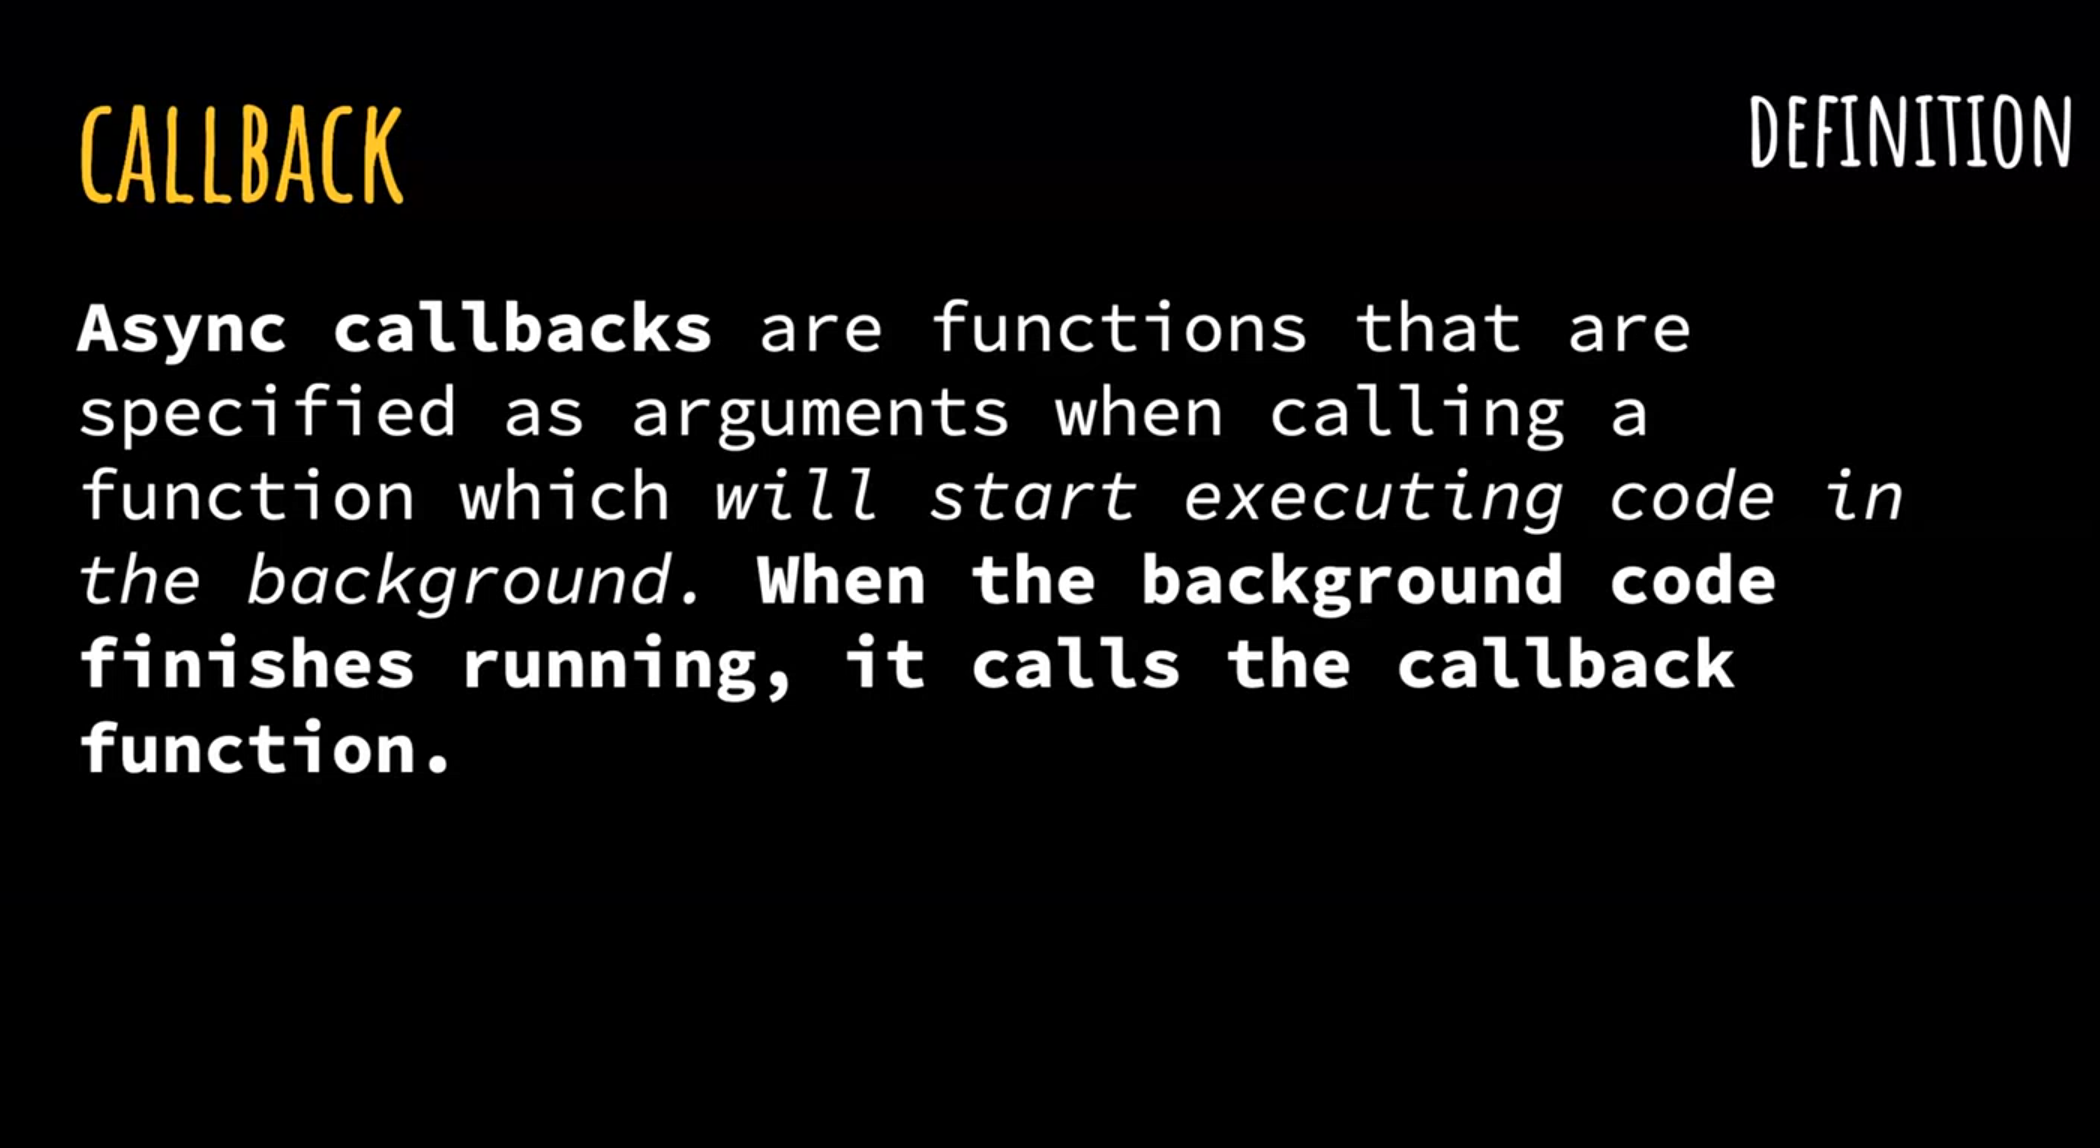 CALLBACK
DEFINITION
Async callbacks are functions that are
specified as arguments when calling a
function which will start executing code in
the background. When the background code
finishes running, it calls the callback
function.